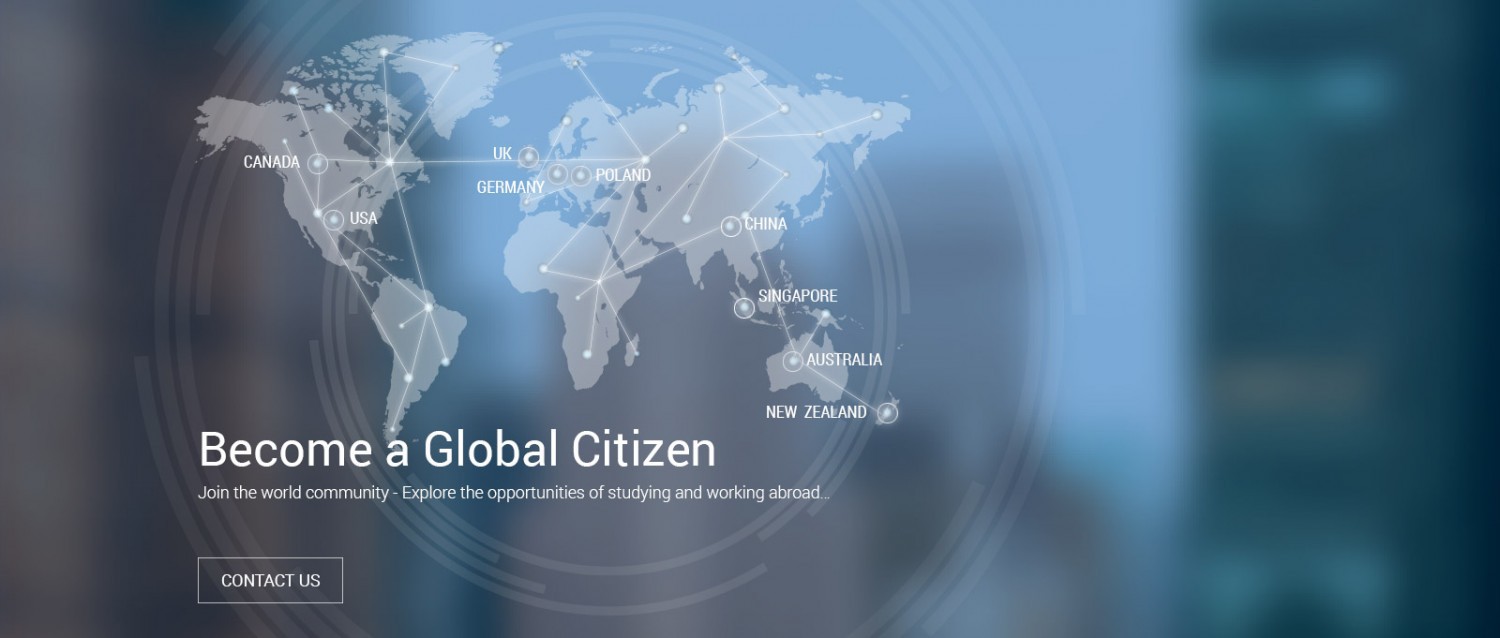 CANADA
UK
GERMANY
POLAND
USA
CHINA
SINGAPORE
AUSTRALIA
NEW ZEALAND
Become a Global Citizen
Join the world community - Explore the opportunities of studying and working abroad...
CONTACT US